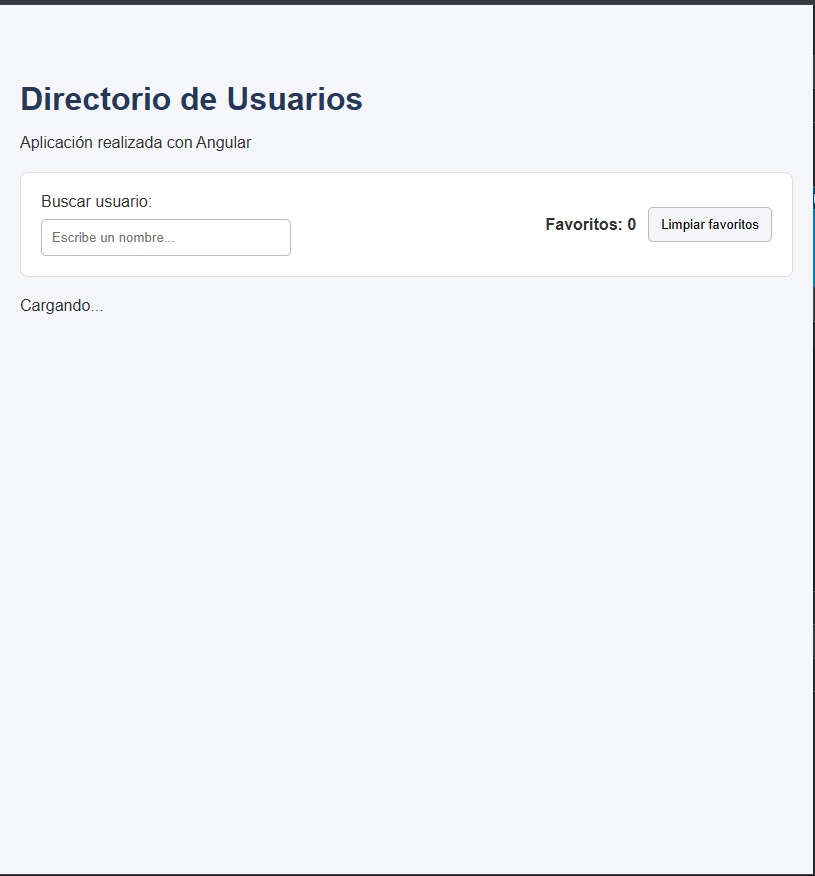 Directorio de Usuarios
Aplicación realizada con Angular
Buscar usuario:
Escribe un nombre...
Favoritos: 0
Limpiar favoritos
Cargando...